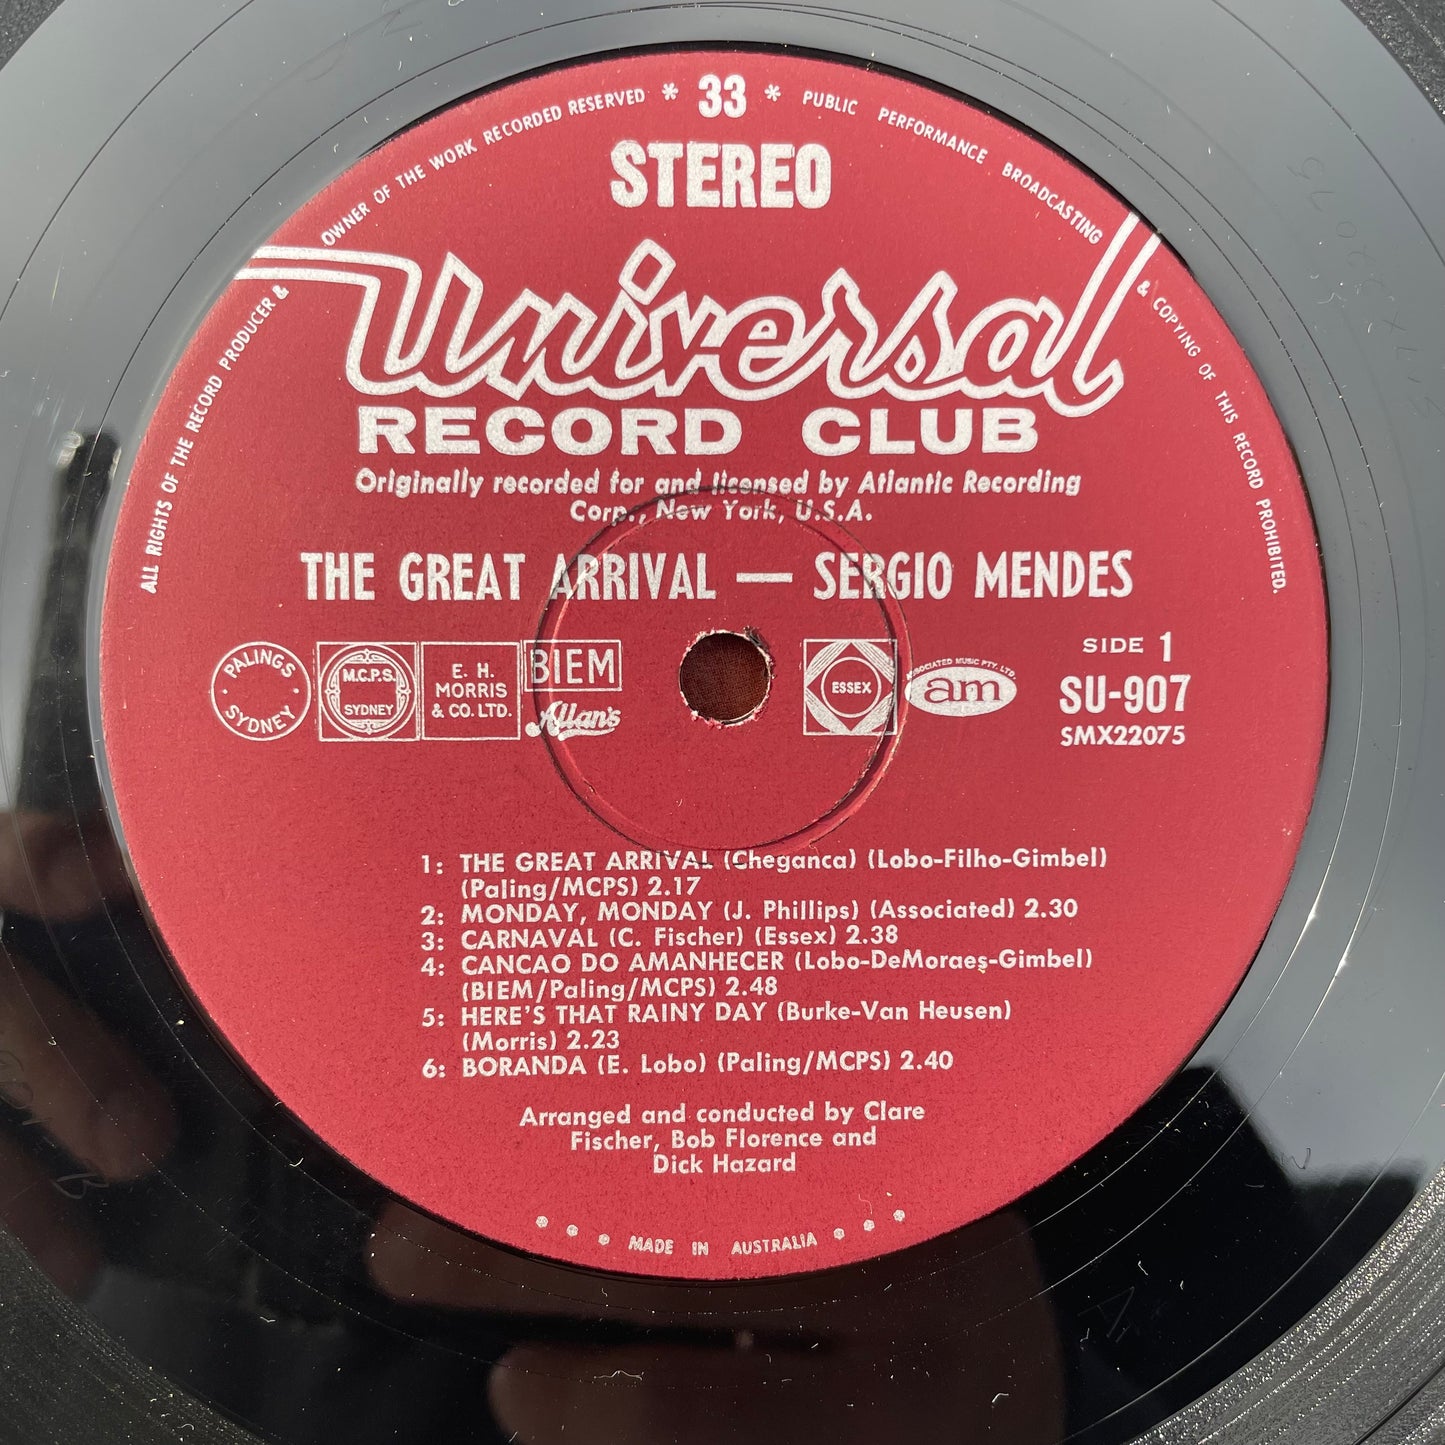 ALL RIGHTS OF THE RECORD PRODUCER & OWNER OF THE WORK RECORDED RESERVED * 33 * PUBLIC PERFORMANCE BROADCASTING & COPYING OF THIS RECORD PROHIBITED.
STEREO
Universal
RECORD CLUB
Originally recorded for and licensed by Atlantic Recording
Corp., New York, U.S.A.
THE GREAT ARRIVAL — SERGIO MENDES
PALINGS SYDNEY
M.C.P.S. SYDNEY
E. H.
MORRIS
& CO. LTD.
BIEM
Allan's
ESSEX
ASSOCIATED MUSIC PTY. LTD.
am
SIDE 1
SU-907
SMX22075
1: THE GREAT ARRIVAL (Cheganca) (Lobo-Filho-Gimbel)
(Paling/MCPS) 2.17
2: MONDAY, MONDAY (J. Phillips) (Associated) 2.30
3: CARNAVAL (C. Fischer) (Essex) 2.38
4: CANCAO DO AMANHECER (Lobo-DeMoraes-Gimbel)
(BIEM/Paling/MCPS) 2.48
5: HERE'S THAT RAINY DAY (Burke-Van Heusen)
(Morris) 2.23
6: BORANDA (E. Lobo) (Paling/MCPS) 2.40
Arranged and conducted by Clare
Fischer, Bob Florence and
Dick Hazard
MADE IN AUSTRALIA